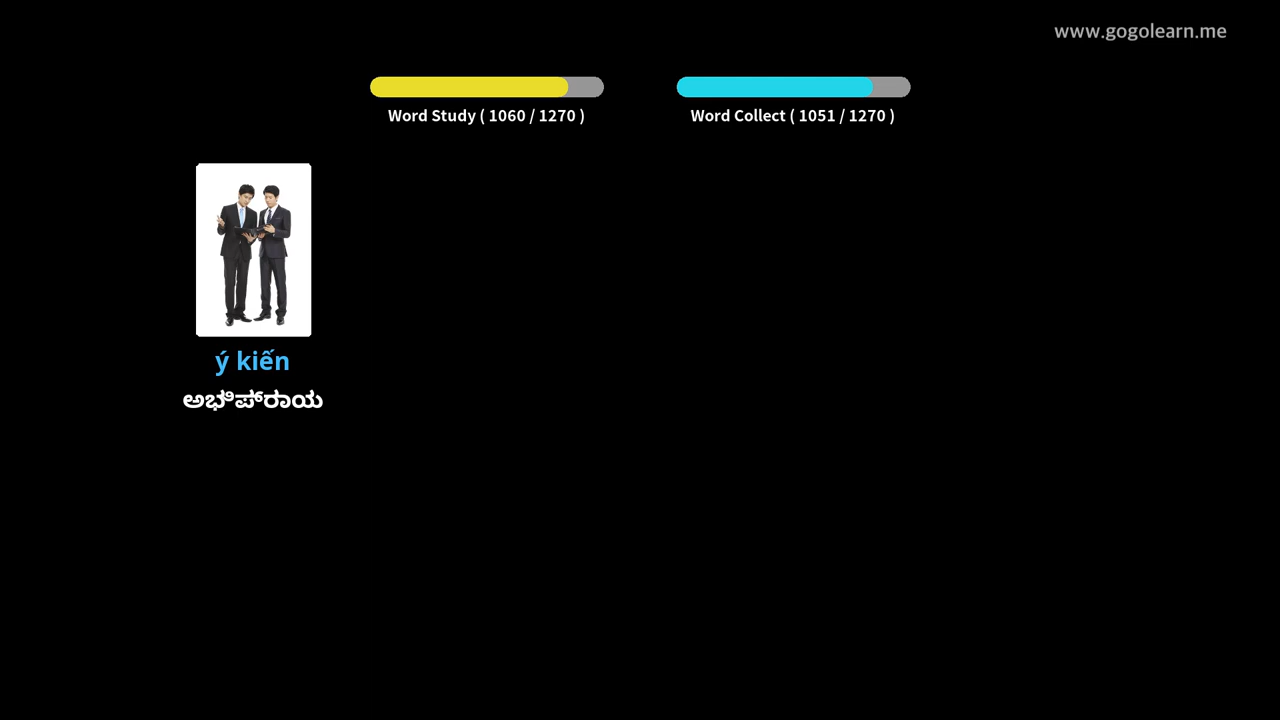 www.gogolearn.me
Word Study ( 1060 / 1270 )
Word Collect ( 1051 / 1270 )
ý kiến
ಅಭಿಪ್ರಾಯ